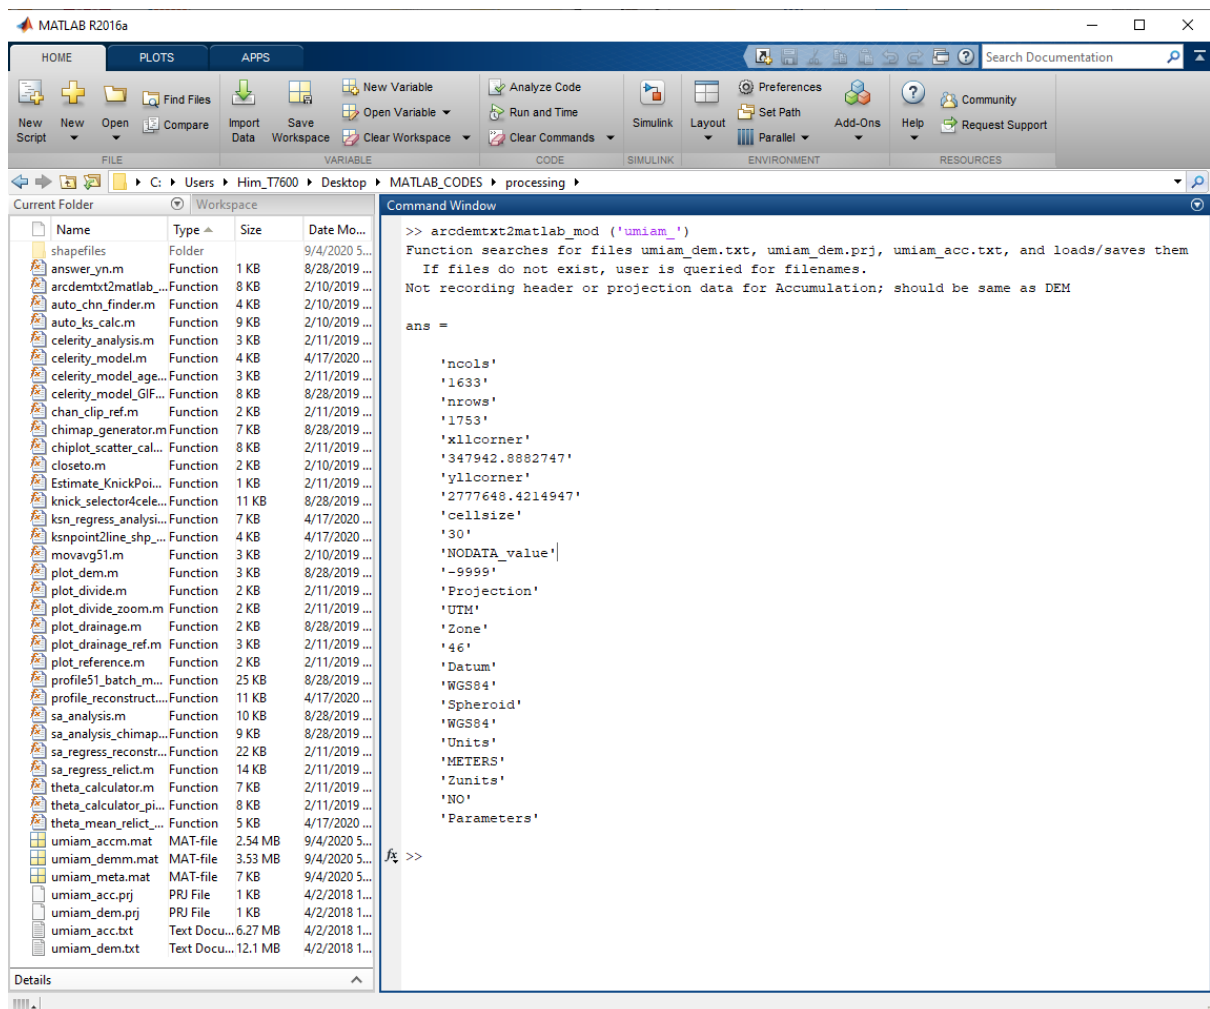 MATLAB R2016a
HOME PLOTS APPS
Search Documentation
New Script
New
Open
Find Files
Compare
FILE
Import Data
Save Workspace
New Variable
Open Variable
Clear Workspace
VARIABLE
Analyze Code
Run and Time
Clear Commands
CODE
Simulink
SIMULINK
Layout
Preferences
Set Path
Parallel
ENVIRONMENT
Add-Ons
Help
Community
Request Support
RESOURCES
C: Users Him_T7600 Desktop MATLAB_CODES processing
Current Folder Workspace
Name Type Size Date Mo...
shapefiles Folder 9/4/2020 5...
answer_yn.m Function 1 KB 8/28/2019 ...
arcdemtxt2matlab_... Function 8 KB 2/10/2019 ...
auto_chn_finder.m Function 4 KB 2/10/2019 ...
auto_ks_calc.m Function 9 KB 2/10/2019 ...
celerity_analysis.m Function 3 KB 2/11/2019 ...
celerity_model.m Function 4 KB 4/17/2020 ...
celerity_model_age... Function 3 KB 2/11/2019 ...
celerity_model_GIF... Function 8 KB 8/28/2019 ...
chan_clip_ref.m Function 2 KB 2/11/2019 ...
chimap_generator.m Function 7 KB 8/28/2019 ...
chiplot_scatter_cal... Function 8 KB 2/11/2019 ...
closeto.m Function 2 KB 2/10/2019 ...
Estimate_KnickPoi... Function 1 KB 2/11/2019 ...
knick_selector4cele... Function 11 KB 8/28/2019 ...
ksn_regress_analysi... Function 7 KB 4/17/2020 ...
ksnpoint2line_shp_... Function 4 KB 4/17/2020 ...
movavg51.m Function 3 KB 2/10/2019 ...
plot_dem.m Function 3 KB 8/28/2019 ...
plot_divide.m Function 2 KB 2/11/2019 ...
plot_divide_zoom.m Function 2 KB 2/11/2019 ...
plot_drainage.m Function 2 KB 8/28/2019 ...
plot_drainage_ref.m Function 3 KB 2/11/2019 ...
plot_reference.m Function 2 KB 2/11/2019 ...
profile51_batch_m... Function 25 KB 8/28/2019 ...
profile_reconstruct.... Function 11 KB 4/17/2020 ...
sa_analysis.m Function 10 KB 8/28/2019 ...
sa_analysis_chimap... Function 9 KB 8/28/2019 ...
sa_regress_reconstr... Function 22 KB 2/11/2019 ...
sa_regress_relict.m Function 14 KB 2/11/2019 ...
theta_calculator.m Function 7 KB 2/11/2019 ...
theta_calculator_pi... Function 8 KB 2/11/2019 ...
theta_mean_relict_... Function 5 KB 4/17/2020 ...
umiam_accm.mat MAT-file 2.54 MB 9/4/2020 5...
umiam_demm.mat MAT-file 3.53 MB 9/4/2020 5...
umiam_meta.mat MAT-file 7 KB 9/4/2020 5...
umiam_acc.prj PRJ File 1 KB 4/2/2018 1...
umiam_dem.prj PRJ File 1 KB 4/2/2018 1...
umiam_acc.txt Text Docu... 6.27 MB 4/2/2018 1...
umiam_dem.txt Text Docu... 12.1 MB 4/2/2018 1...
Details
Command Window
>> arcdemtxt2matlab_mod ('umiam_')
Function searches for files umiam_dem.txt, umiam_dem.prj, umiam_acc.txt, and loads/saves them
If files do not exist, user is queried for filenames.
Not recording header or projection data for Accumulation; should be same as DEM
ans =
'ncols'
'1633'
'nrows'
'1753'
'xllcorner'
'347942.8882747'
'yllcorner'
'2777648.4214947'
'cellsize'
'30'
'NODATA_value'
'-9999'
'Projection'
'UTM'
'Zone'
'46'
'Datum'
'WGS84'
'Spheroid'
'WGS84'
'Units'
'METERS'
'Zunits'
'NO'
'Parameters'
fx >>